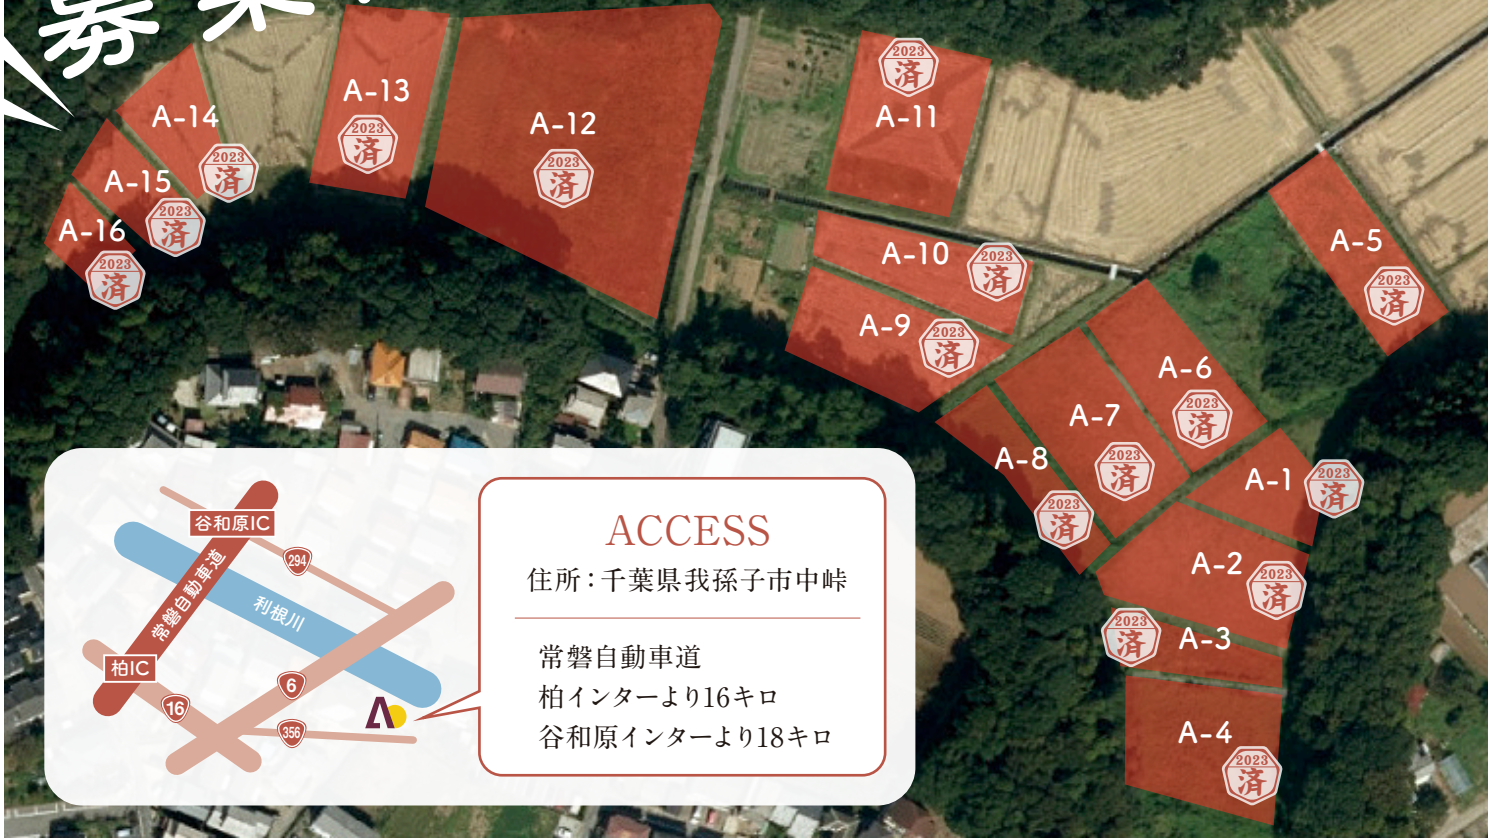 募
A-14
2023
済
A-13
2023
済
A-12
2023
済
A-11
2023
済
A-15
2023
済
A-16
2023
済
A-10
2023
済
A-9
2023
済
A-5
2023
済
A-6
2023
済
A-7
2023
済
A-8
2023
済
A-1
2023
済
A-2
2023
済
A-3
2023
済
A-4
2023
済
谷和原IC
294
常磐自動車道
利根川
柏IC
16
6
356
ACCESS
住所：千葉県我孫子市中峠
常磐自動車道
柏インターより16キロ
谷和原インターより18キロ